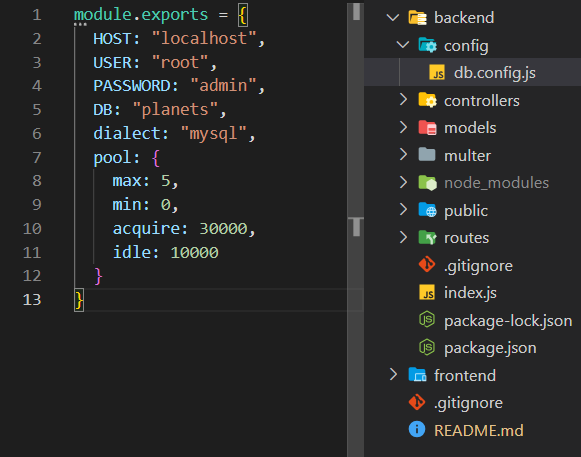 1 module.exports = {
2 HOST: "localhost",
3 USER: "root",
4 PASSWORD: "admin",
5 DB: "planets",
6 dialect: "mysql",
7 pool: {
8 max: 5,
9 min: 0,
10 acquire: 30000,
11 idle: 10000
12 }
13 }
backend
config
JS db.config.js
controllers
models
multer
node_modules
public
routes
.gitignore
JS index.js
JS package-lock.json
JS package.json
frontend
.gitignore
README.md